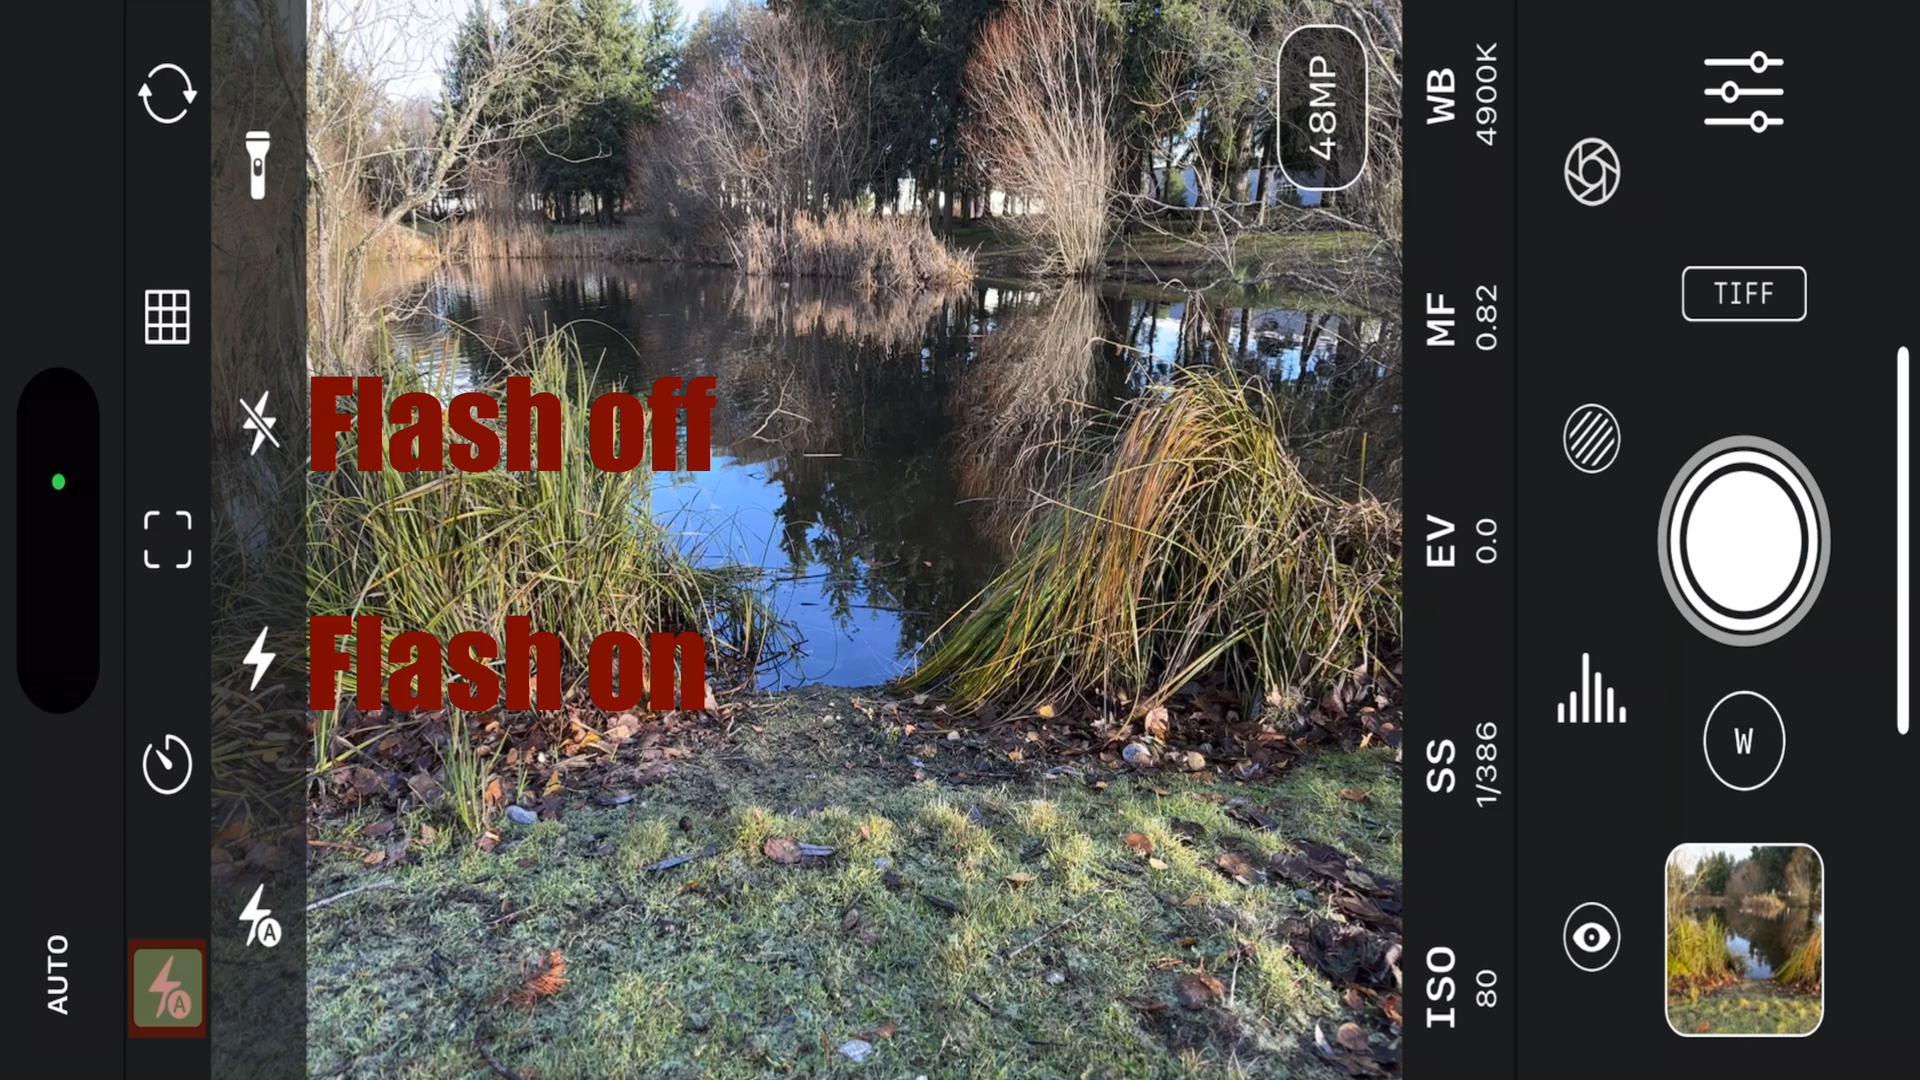 AUTO
A
A
Flash off
Flash on
48MP
WB
4900K
MF
0.82
EV
0.0
SS
1/386
ISO
80
TIFF
W